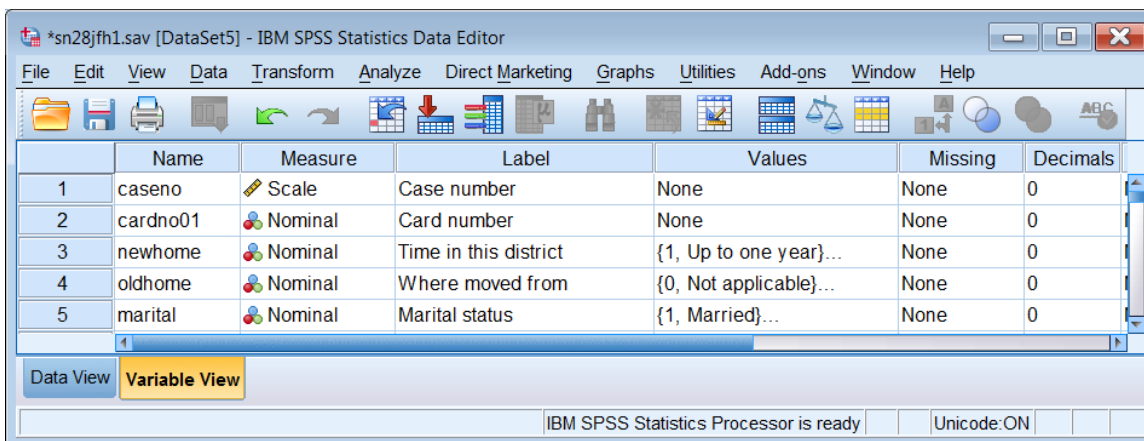 *sn28jfh1.sav [DataSet5] - IBM SPSS Statistics Data Editor
File Edit View Data Transform Analyze Direct Marketing Graphs Utilities Add-ons Window Help
Name Measure Label Values Missing Decimals
1 caseno Scale Case number None None 0
2 cardno01 Nominal Card number None None 0
3 newhome Nominal Time in this district {1, Up to one year}... None 0
4 oldhome Nominal Where moved from {0, Not applicable}... None 0
5 marital Nominal Marital status {1, Married}... None 0
Data View Variable View
IBM SPSS Statistics Processor is ready Unicode:ON